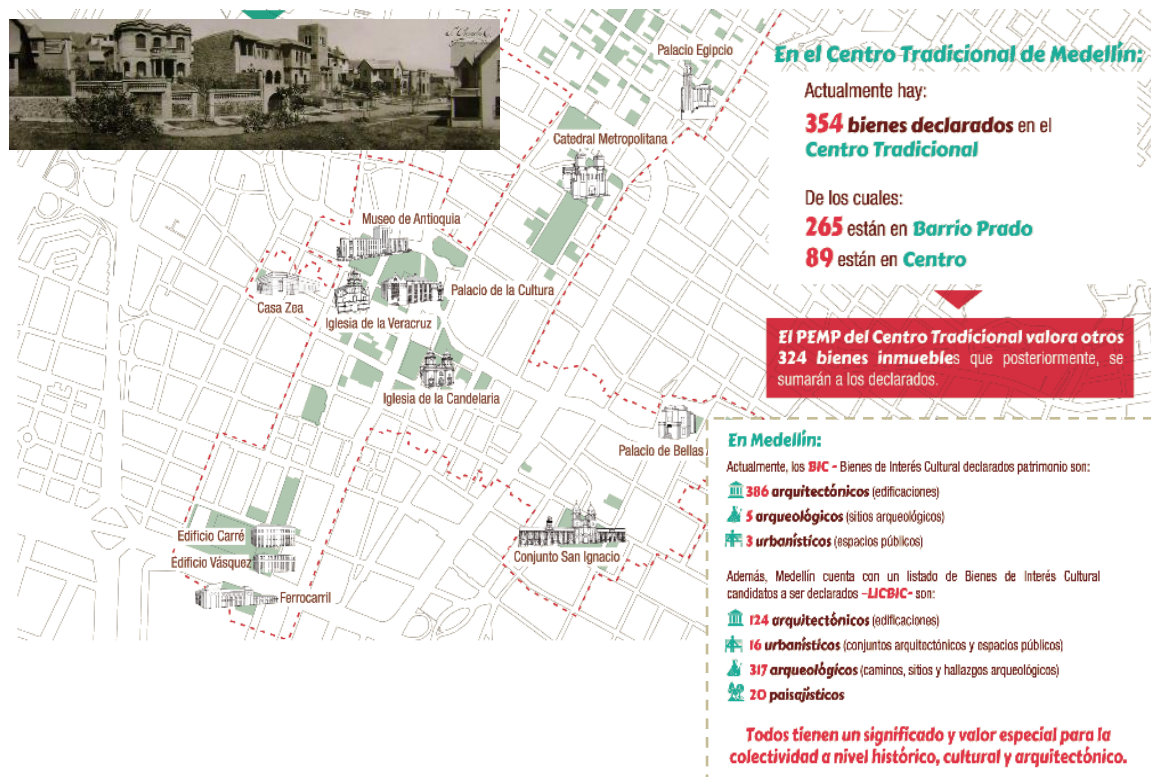 Palacio Egipcio
Catedral Metropolitana
Museo de Antioquia
Palacio de la Cultura
Casa Zea
Iglesia de la Veracruz
Iglesia de la Candelaria
Palacio de Bellas
Edificio Carré
Edificio Vásquez
Conjunto San Ignacio
Ferrocarril
En el Centro Tradicional de Medellín:
Actualmente hay:
354 bienes declarados en el
Centro Tradicional
De los cuales:
265 están en Barrio Prado
89 están en Centro
El PEMP del Centro Tradicional valora otros
324 bienes inmuebles que posteriormente, se
sumarán a los declarados.
En Medellín:
Actualmente, los BIC - Bienes de Interés Cultural declarados patrimonio son:
386 arquitectónicos (edificaciones)
5 arqueológicos (sitios arqueológicos)
3 urbanísticos (espacios públicos)
Además, Medellín cuenta con un listado de Bienes de Interés Cultural
candidatos a ser declarados –LICBIC- son:
124 arquitectónicos (edificaciones)
16 urbanísticos (conjuntos arquitectónicos y espacios públicos)
317 arqueológicos (caminos, sitios y hallazgos arqueológicos)
20 paisajísticos
Todos tienen un significado y valor especial para la
colectividad a nivel histórico, cultural y arquitectónico.